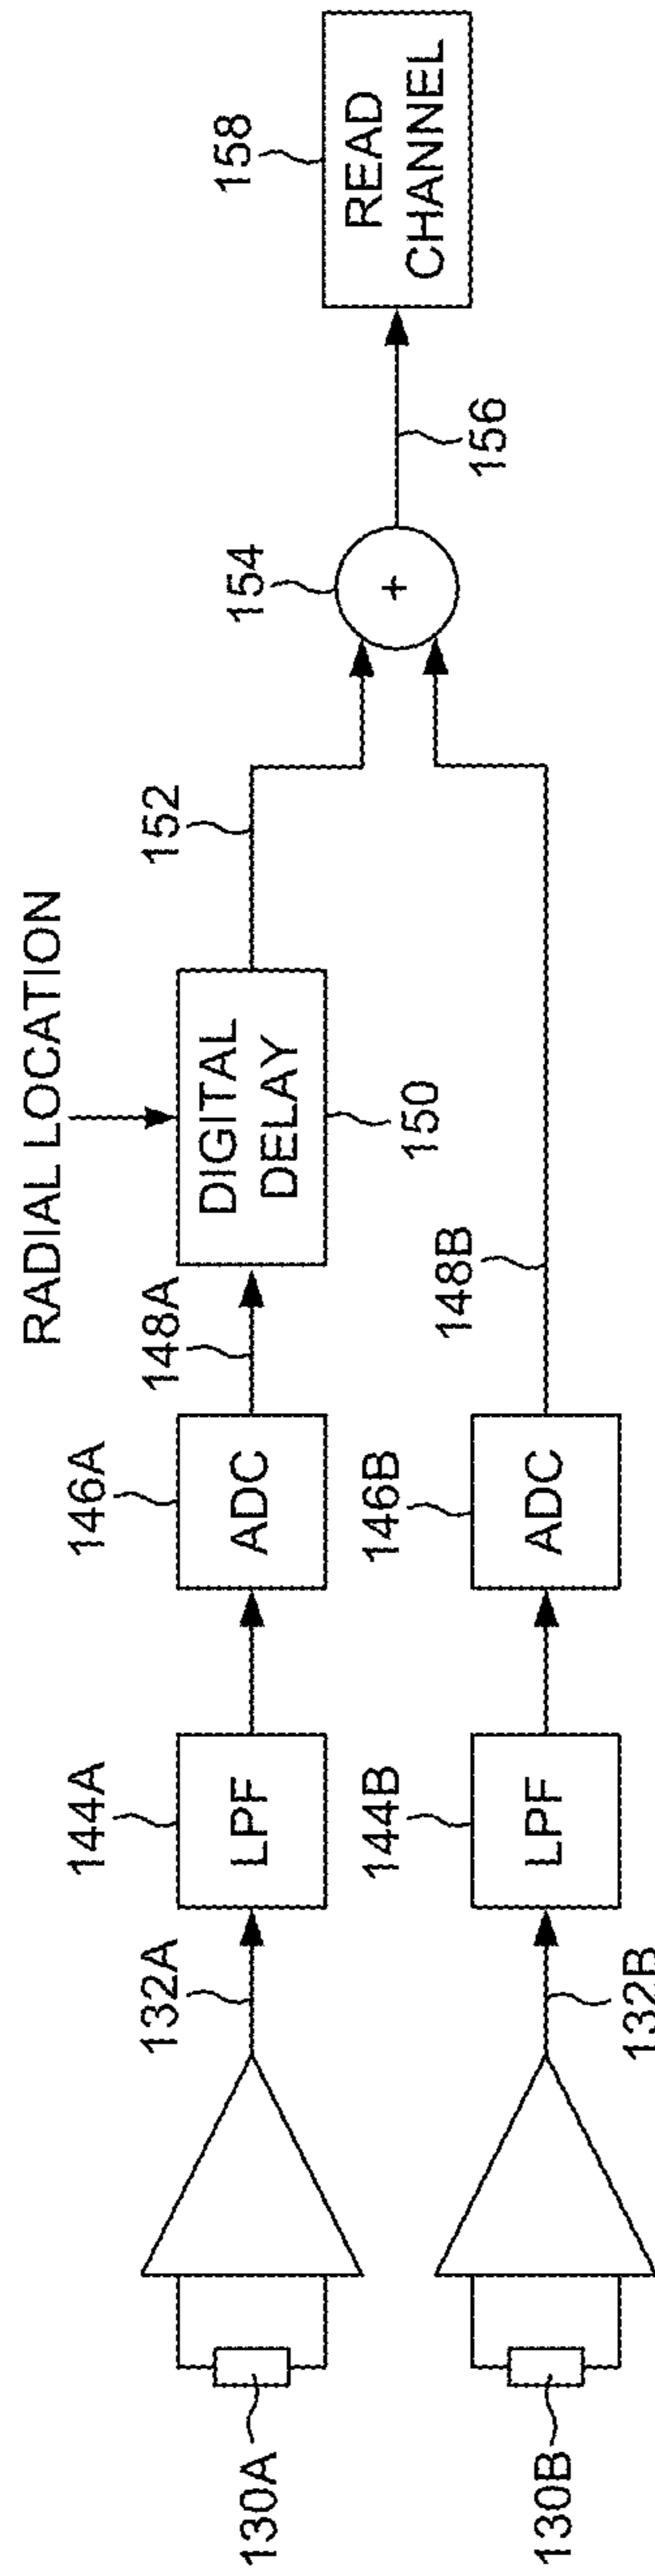 130A
132A
144A
LPF
146A
ADC
148A
RADIAL LOCATION
DIGITAL
DELAY
150
152
154
+
156
158
READ
CHANNEL
130B
132B
144B
LPF
146B
ADC
148B